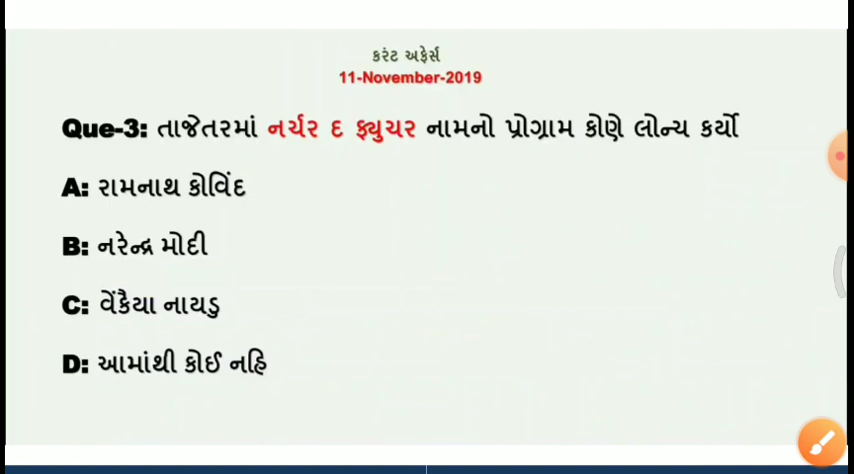 કરંટ અફેર્સ
11-November-2019
Que-3: તાજેતરમાં નર્ચર દ ફ્યુચર નામનો પ્રોગ્રામ કોણે લોન્ચ કર્યો
A: રામનાથ કોવિંદ
B: નરેન્દ્ર મોદી
C: વેંકૈયા નાયડુ
D: આમાંથી કોઈ નહિ